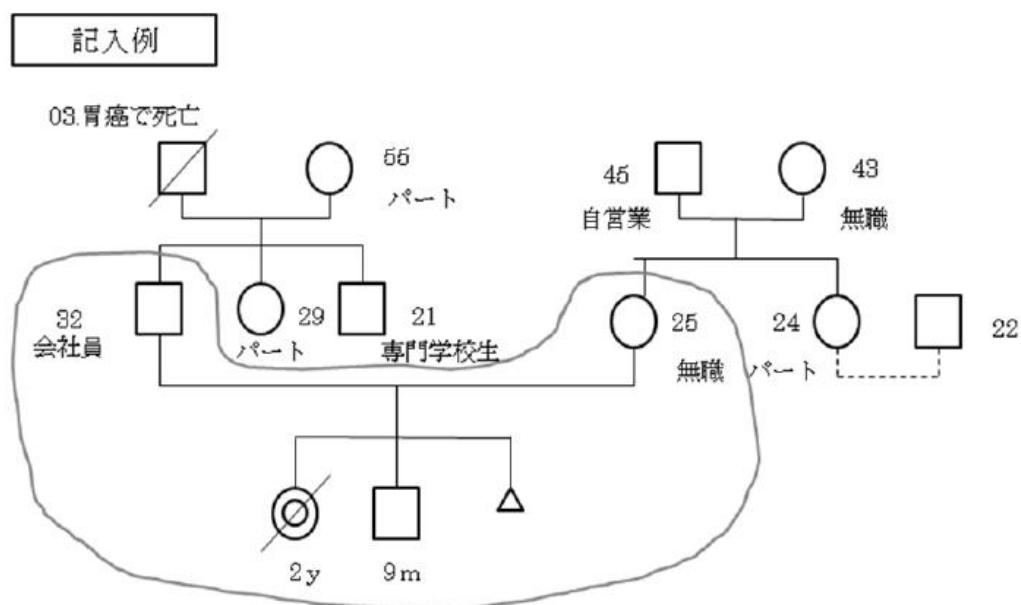 記入例
03.胃癌で死亡
55
パート
45
自営業
43
無職
32
会社員
29
パート
21
専門学校生
25
無職
24
パート
22
2y
9m